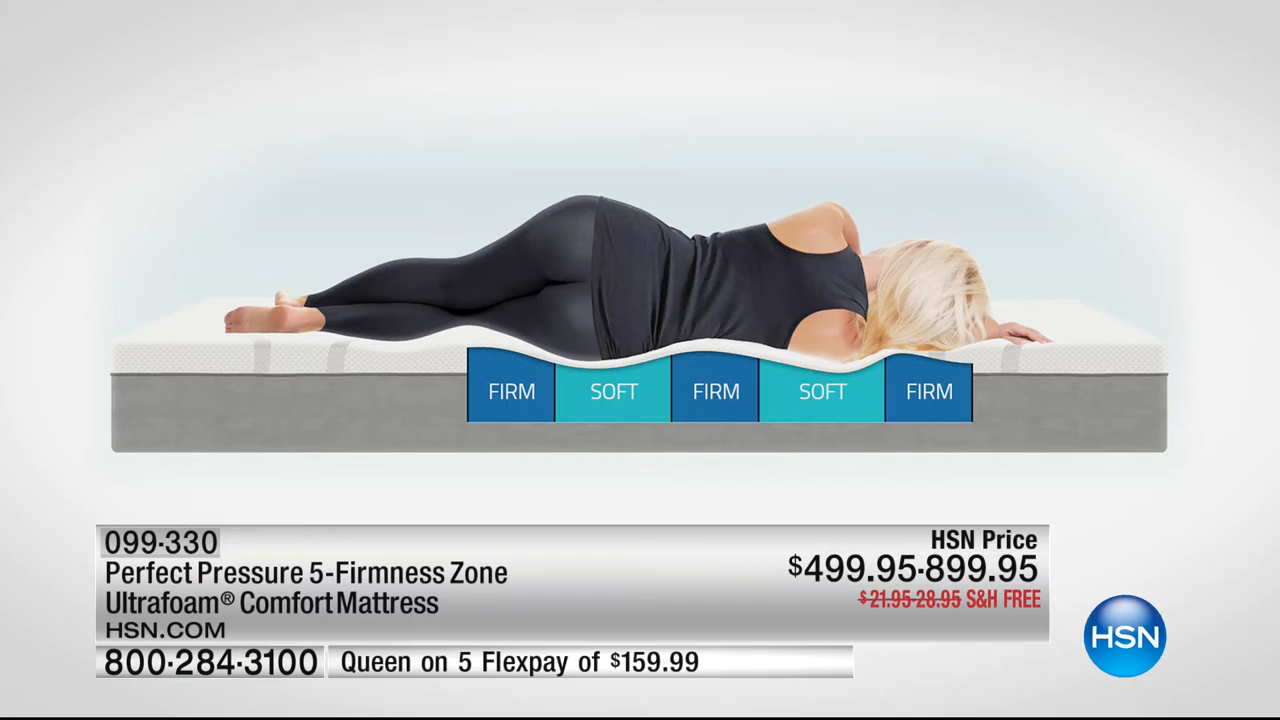 FIRM SOFT FIRM SOFT FIRM
099·330
Perfect Pressure 5-Firmness Zone
Ultrafoam® Comfort Mattress
HSN.COM
HSN Price
$499.95-899.95
$21.95-28.95 S&H FREE
800·284·3100
Queen on 5 Flexpay of $159.99
HSN